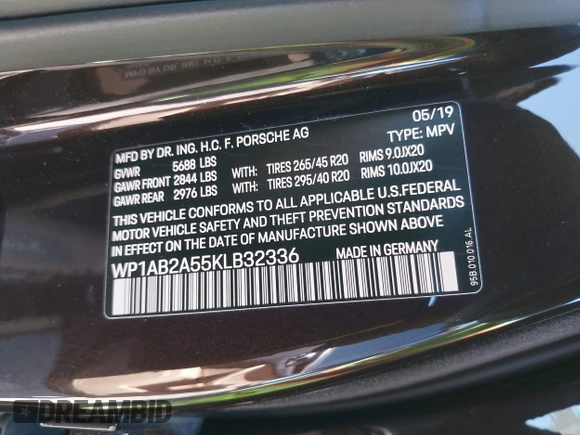 05/19
MFD BY DR. ING. H.C. F. PORSCHE AG TYPE: MPV
GVWR 5688 LBS
GAWR FRONT 2844 LBS WITH TIRES 265/45 R20 RIMS 9.0JX20
GAWR REAR 2976 LBS WITH TIRES 295/40 R20 RIMS 10.0JX20
THIS VEHICLE CONFORMS TO ALL APPLICABLE U.S.FEDERAL
MOTOR VEHICLE SAFETY AND THEFT PREVENTION STANDARDS
IN EFFECT ON THE DATE OF MANUFACTURE SHOWN ABOVE.
WP1AB2A55KLB32336 MADE IN GERMANY
95B.010.016.AL
DREAMBID